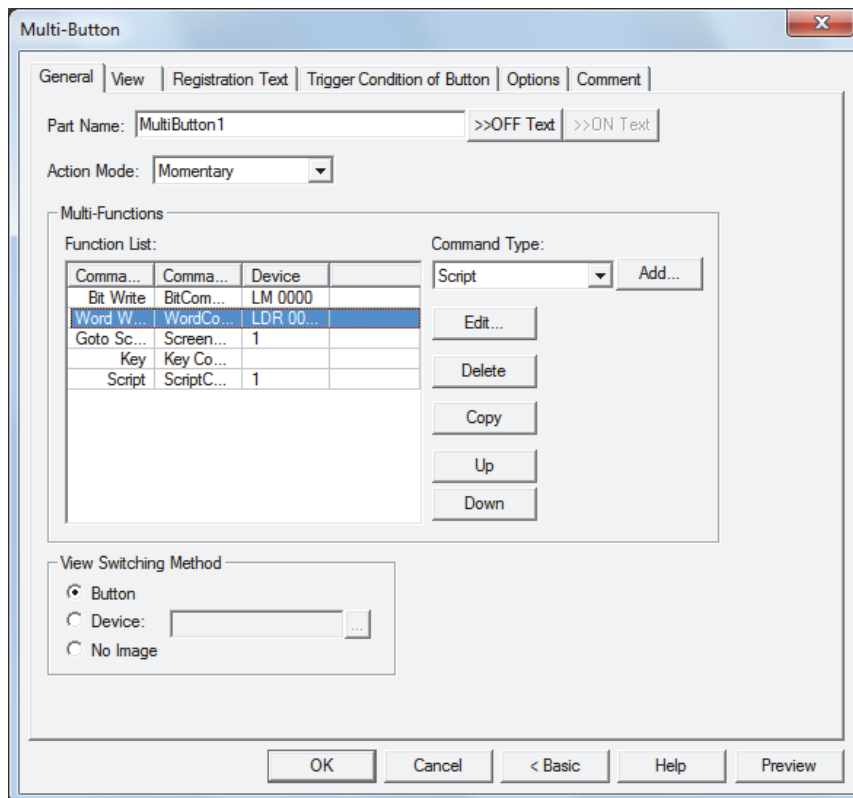 Multi-Button
General View Registration Text Trigger Condition of Button Options Comment
Part Name: MultiButton1 >>OFF Text >>ON Text
Action Mode: Momentary
Multi-Functions
Function List: Command Type:
Comma... Comma... Device Script Add...
Bit Write BitCom... LM 0000
Word W... WordCo... LDR 00... Edit...
Goto Sc... Screen... 1
Key Key Co... Delete
Script ScriptC... 1
Copy
Up
Down
View Switching Method
Button
Device: ...
No Image
OK Cancel < Basic Help Preview